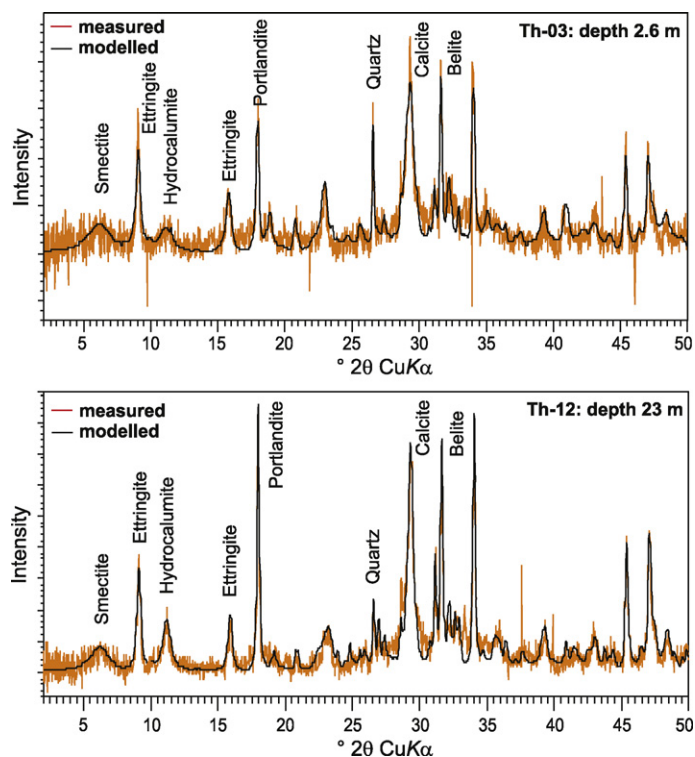 measured
modelled
Th-03: depth 2.6 m
Smectite
Ettringite
Hydrocalumite
Ettringite
Portlandite
Quartz
Calcite
Belite
Intensity
5 10 15 20 25 30 35 40 45 50
° 2θ CuKα
measured
modelled
Th-12: depth 23 m
Smectite
Ettringite
Hydrocalumite
Ettringite
Portlandite
Quartz
Calcite
Belite
Intensity
5 10 15 20 25 30 35 40 45 50
° 2θ CuKα